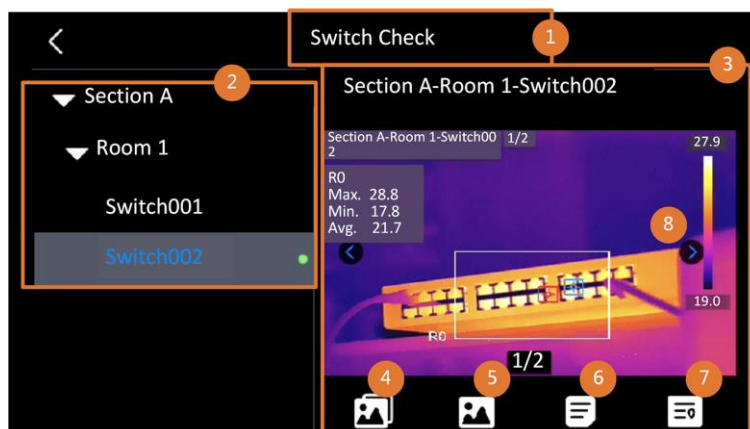 Switch Check
1
2
3
Section A
Room 1
Switch001
Switch002
Section A-Room 1-Switch002
Section A-Room 1-Switch00
2
1/2
27.9
R0
Max. 28.8
Min. 17.8
Avg. 21.7
8
19.0
R0
1/2
4
5
6
7